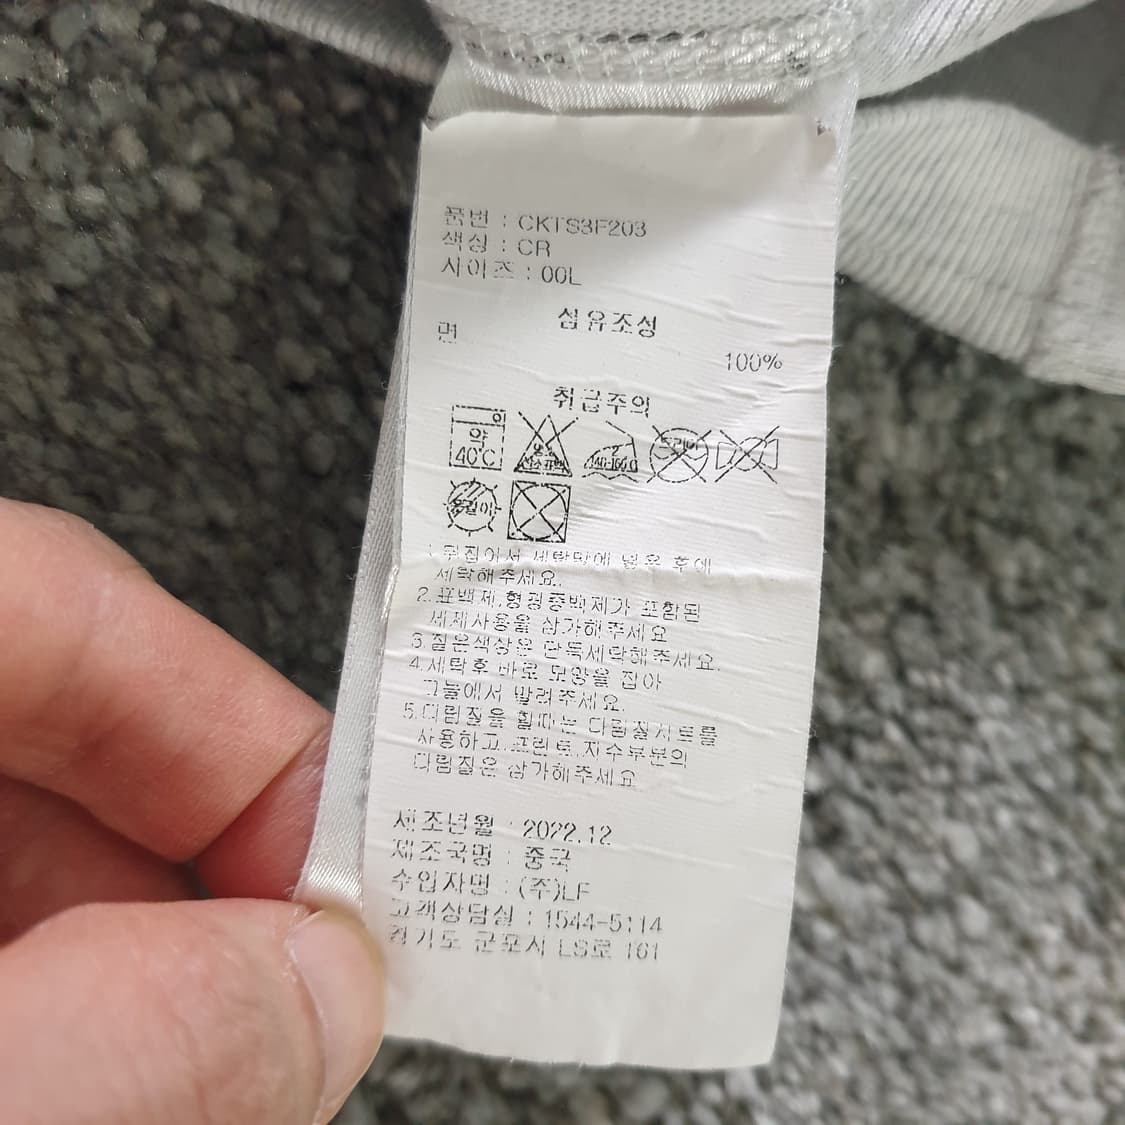 품번 : CKTS3F203
색상 : CR
사이즈 : 00L
섬유조성
면
100%
취급주의
약
40℃
드라이
1.뒤집어서 세탁망에 넣은 후에
세탁해주세요.
2.표백제,형광증백제가 포함된
세제사용을 삼가해주세요
3.짙은색상은 단독세탁해주세요.
4.세탁후 바로 모양을 잡아
그늘에서 말려주세요.
5.다림질을 할때는 다림질시트를
사용하고,프린트,자수부분의
다림질은 삼가해주세요
제조년월 : 2022.12
제조국명 : 중국
수입자명 : (주)LF
고객상담실 : 1544-5114
경기도 군포시 LS로 161